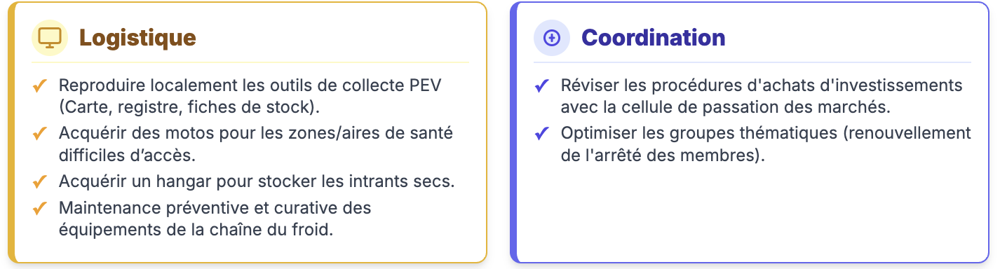 Logistique
Reproduire localement les outils de collecte PEV
(Carte, registre, fiches de stock).
Acquérir des motos pour les zones/aires de santé
difficiles d’accès.
Acquérir un hangar pour stocker les intrants secs.
Maintenance préventive et curative des
équipements de la chaîne du froid.
Coordination
Réviser les procédures d'achats d'investissements
avec la cellule de passation des marchés.
Optimiser les groupes thématiques (renouvellement
de l'arrêté des membres).